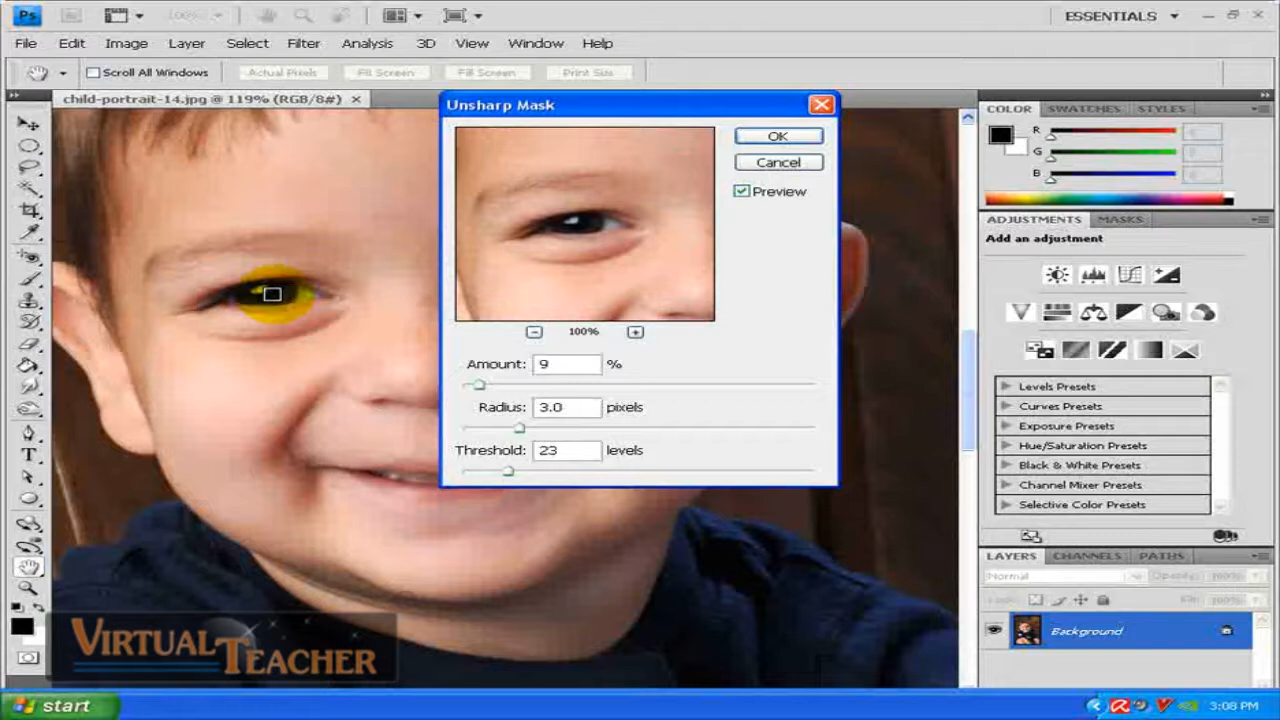 Ps
100%
ESSENTIALS
File Edit Image Layer Select Filter Analysis 3D View Window Help
Scroll All Windows Actual Pixels Fill Screen Fill Screen Print Size
child-portrait-14.jpg @ 119% (RGB/8#)
Unsharp Mask
OK
Cancel
Preview
100%
Amount: 9 %
Radius: 3.0 pixels
Threshold: 23 levels
COLOR SWATCHES STYLES
R
G
B
ADJUSTMENTS MASKS
Add an adjustment
Levels Presets
Curves Presets
Exposure Presets
Hue/Saturation Presets
Black & White Presets
Channel Mixer Presets
Selective Color Presets
LAYERS CHANNELS PATHS
Normal Opacity: 100%
Lock: Fill: 100%
Background
T
VIRTUAL TEACHER
start
3:08 PM